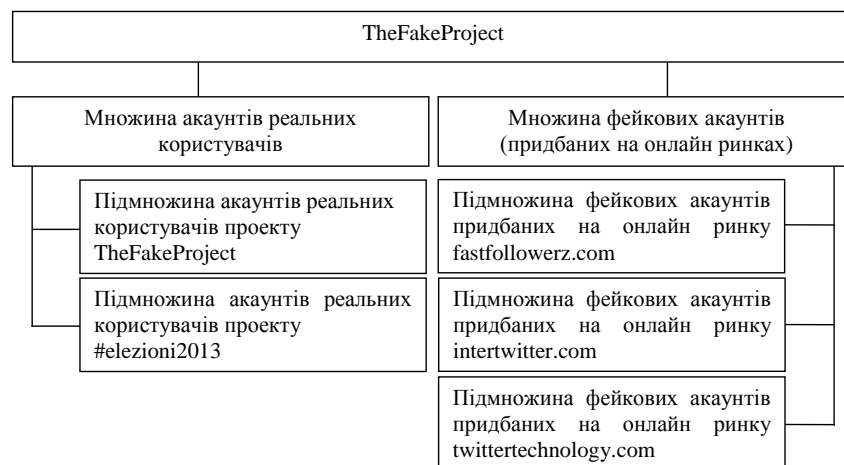 TheFakeProject
Множина акаунтів реальних
користувачів
Підмножина акаунтів реальних
користувачів проекту
TheFakeProject
Підмножина акаунтів реальних
користувачів проекту
#elezioni2013
Множина фейкових акаунтів
(придбаних на онлайн ринках)
Підмножина фейкових акаунтів
придбаних на онлайн ринку
fastfollowerz.com
Підмножина фейкових акаунтів
придбаних на онлайн ринку
intertwitter.com
Підмножина фейкових акаунтів
придбаних на онлайн ринку
twittertechnology.com